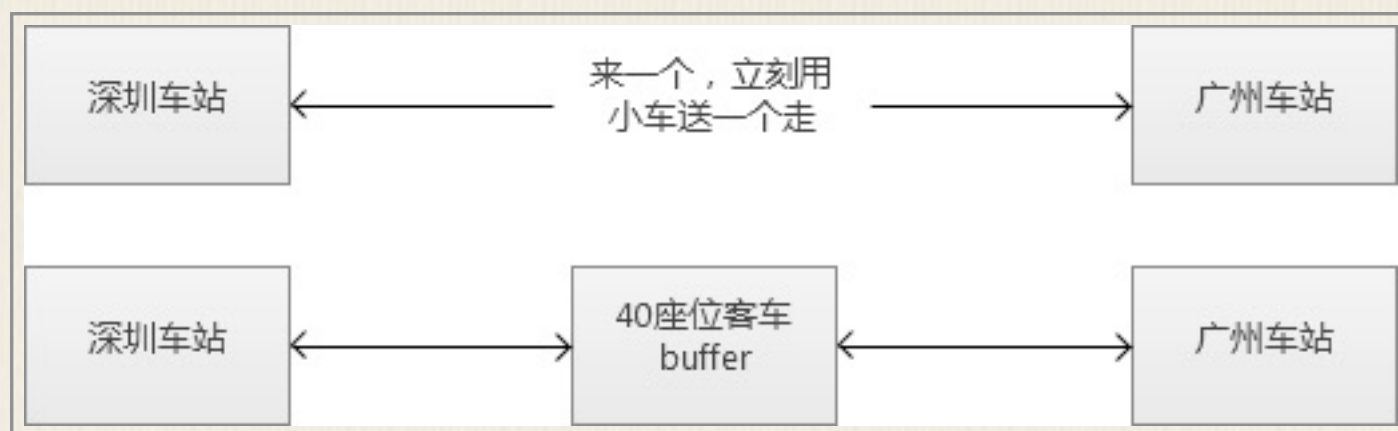 深圳车站
来一个，立刻用
小车送一个走
广州车站
深圳车站
40座位客车
buffer
广州车站